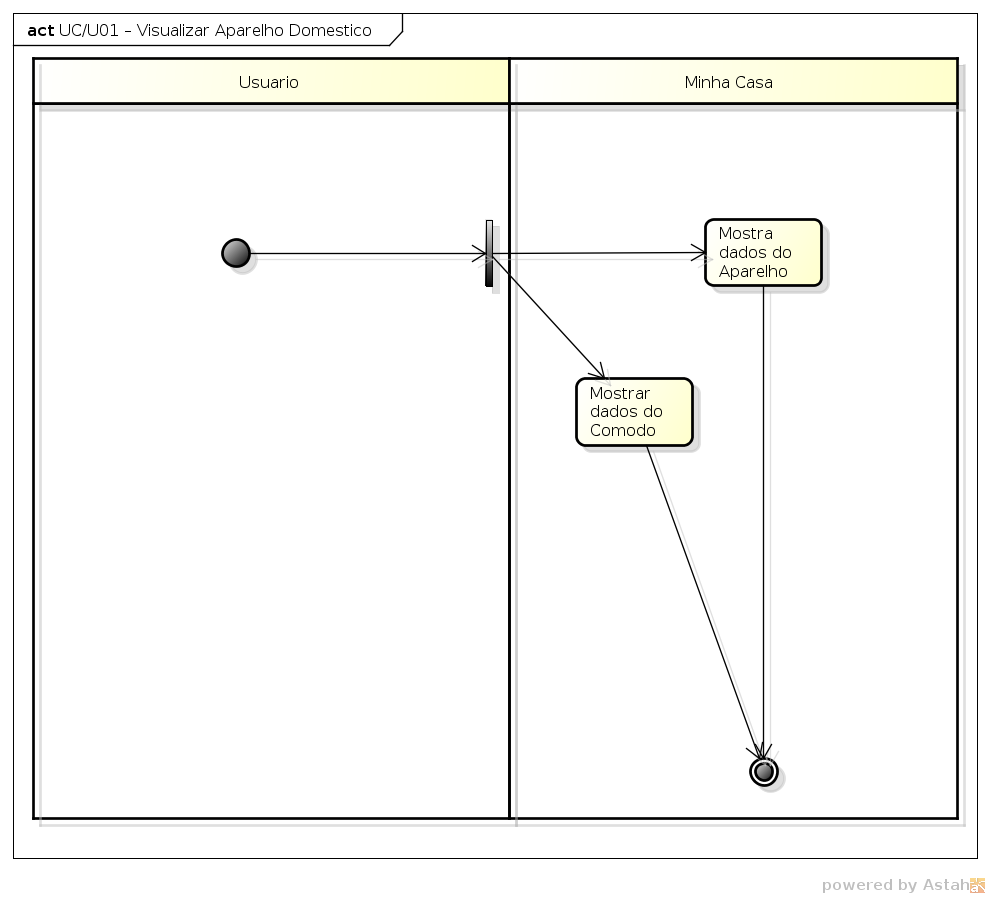 act UC/U01 – Visualizar Aparelho Domestico
Usuario
Minha Casa
Mostra
dados do
Aparelho
Mostrar
dados do
Comodo
powered by Astah